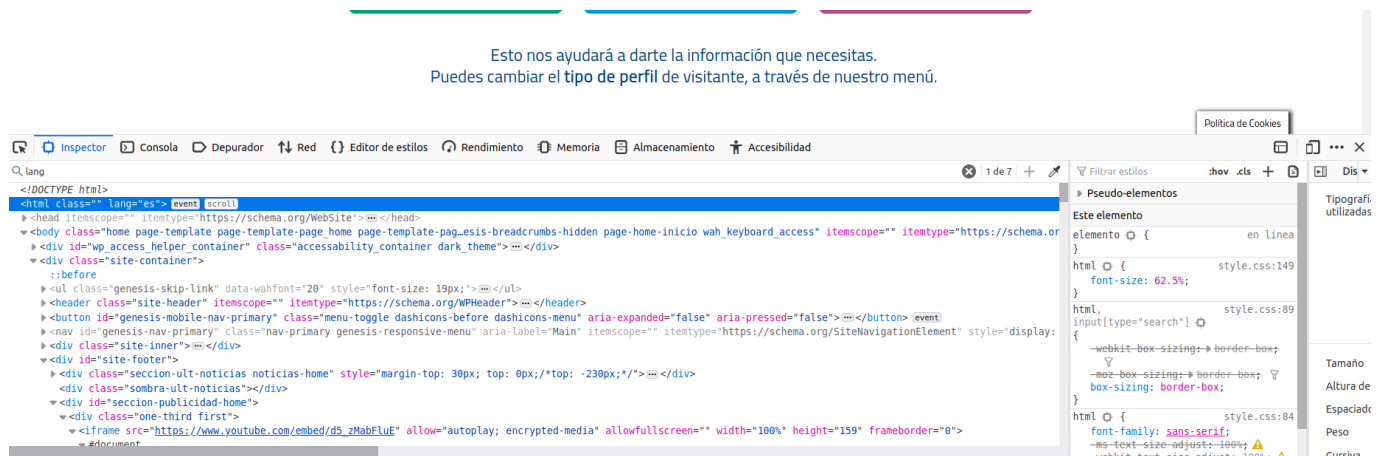 Esto nos ayudará a darte la información que necesitas.
Puedes cambiar el tipo de perfil de visitante, a través de nuestro menú.
Política de Cookies
Inspector Consola Depurador Red Editor de estilos Rendimiento Memoria Almacenamiento Accesibilidad
lang
1 de 7
Filtrar estilos :hov .cls
Dis
<!DOCTYPE html>
<html class="" lang="es"> event scroll
<head itemscope="" itemtype="https://schema.org/WebSite"> </head>
<body class="home page-template page-template-page_home page-template-pag…esis-breadcrumbs-hidden page-home-inicio wah_keyboard_access" itemscope="" itemtype="https://schema.or
<div id="wp_access_helper_container" class="accessability_container dark_theme"> </div>
<div class="site-container">
::before
<ul class="genesis-skip-link" data-wahfont="20" style="font-size: 19px;"> </ul>
<header class="site-header" itemscope="" itemtype="https://schema.org/WPHeader"> </header>
<button id="genesis-mobile-nav-primary" class="menu-toggle dashicons-before dashicons-menu" aria-expanded="false" aria-pressed="false"> </button> event
<nav id="genesis-nav-primary" class="nav-primary genesis-responsive-menu" aria-label="Main" itemscope="" itemtype="https://schema.org/SiteNavigationElement" style="display:
<div class="site-inner"> </div>
<div id="site-footer">
<div class="seccion-ult-noticias noticias-home" style="margin-top: 30px; top: 0px;/*top: -230px;*/"> </div>
<div class="sombra-ult-noticias"></div>
<div id="seccion-publicidad-home">
<div class="one-third first">
<iframe src="https://www.youtube.com/embed/d5_zMabFluE" allow="autoplay; encrypted-media" allowfullscreen="" width="100%" height="159" frameborder="0">
#document
Pseudo-elementos
Este elemento
elemento { en línea
}
html { style.css:149
font-size: 62.5%;
}
html, style.css:89
input[type="search"]
{
-webkit-box-sizing: border-box;
-moz-box-sizing: border-box;
box-sizing: border-box;
}
html { style.css:84
font-family: sans-serif;
-ms-text-size-adjust: 100%;
-webkit-text-size-adjust: 100%;
Tipografí
utilizadas
Tamaño
Altura de
Espaciado
Peso
Cursiva